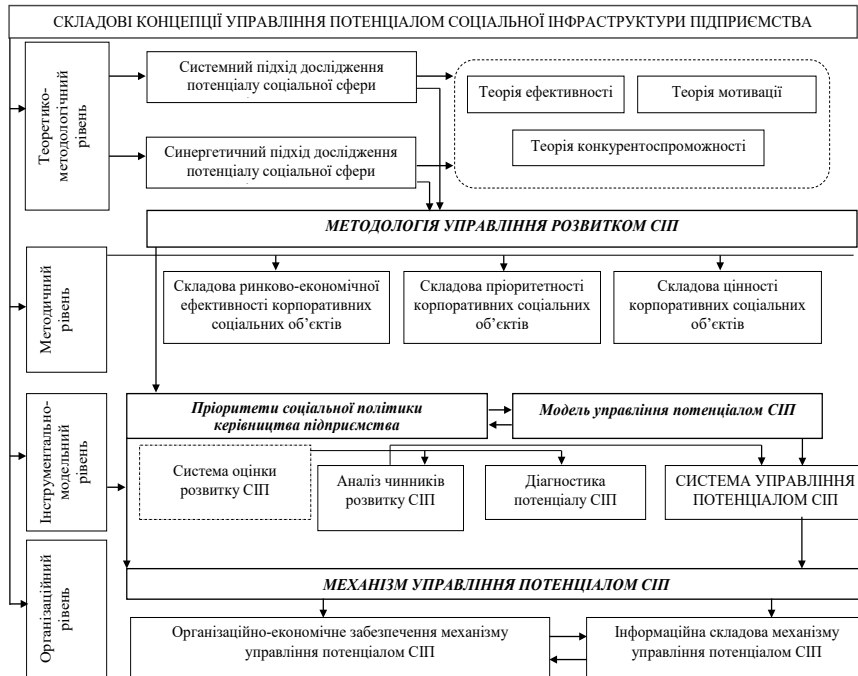 СКЛАДОВІ КОНЦЕПЦІЇ УПРАВЛІННЯ ПОТЕНЦІАЛОМ СОЦІАЛЬНОЇ ІНФРАСТРУКТУРИ ПІДПРИЄМСТВА
Теоретико-
методологічний
рівень
Системний підхід дослідження
потенціалу соціальної сфери
Синергетичний підхід дослідження
потенціалу соціальної сфери
Теорія ефективності
Теорія мотивації
Теорія конкурентоспроможності
МЕТОДОЛОГІЯ УПРАВЛІННЯ РОЗВИТКОМ СІП
Методичний
рівень
Складова ринково-економічної
ефективності корпоративних
соціальних об’єктів
Складова пріоритетності
корпоративних соціальних
об’єктів
Складова цінності
корпоративних соціальних
об’єктів
Інструментально-
модельний
рівень
Пріоритети соціальної політики
керівництва підприємства
Модель управління потенціалом СІП
Система оцінки
розвитку СІП
Аналіз чинників
розвитку СІП
Діагностика
потенціалу СІП
СИСТЕМА УПРАВЛІННЯ
ПОТЕНЦІАЛОМ СІП
Організаційний
рівень
МЕХАНІЗМ УПРАВЛІННЯ ПОТЕНЦІАЛОМ СІП
Організаційно-економічне забезпечення механізму
управління потенціалом СІП
Інформаційна складова механізму
управління потенціалом СІП